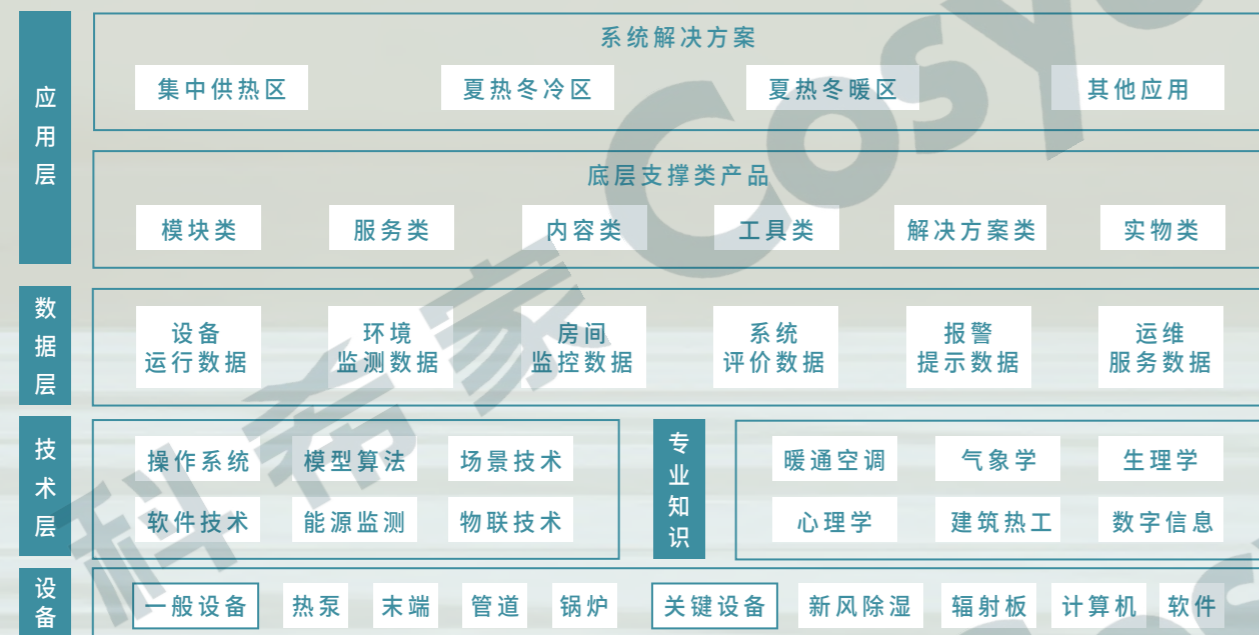 应用层
系统解决方案
集中供热区 夏热冬冷区 夏热冬暖区 其他应用
底层支撑类产品
模块类 服务类 内容类 工具类 解决方案类 实物类
数据层
设备 环境 房间 系统 报警 运维
运行数据 监测数据 监控数据 评价数据 提示数据 服务数据
技术层
操作系统 模型算法 场景技术
软件技术 能源监测 物联技术
专业知识
暖通空调 气象学 生理学
心理学 建筑热工 数字信息
设备
一般设备 热泵 末端 管道 锅炉 关键设备 新风除湿 辐射板 计算机 软件
科希家